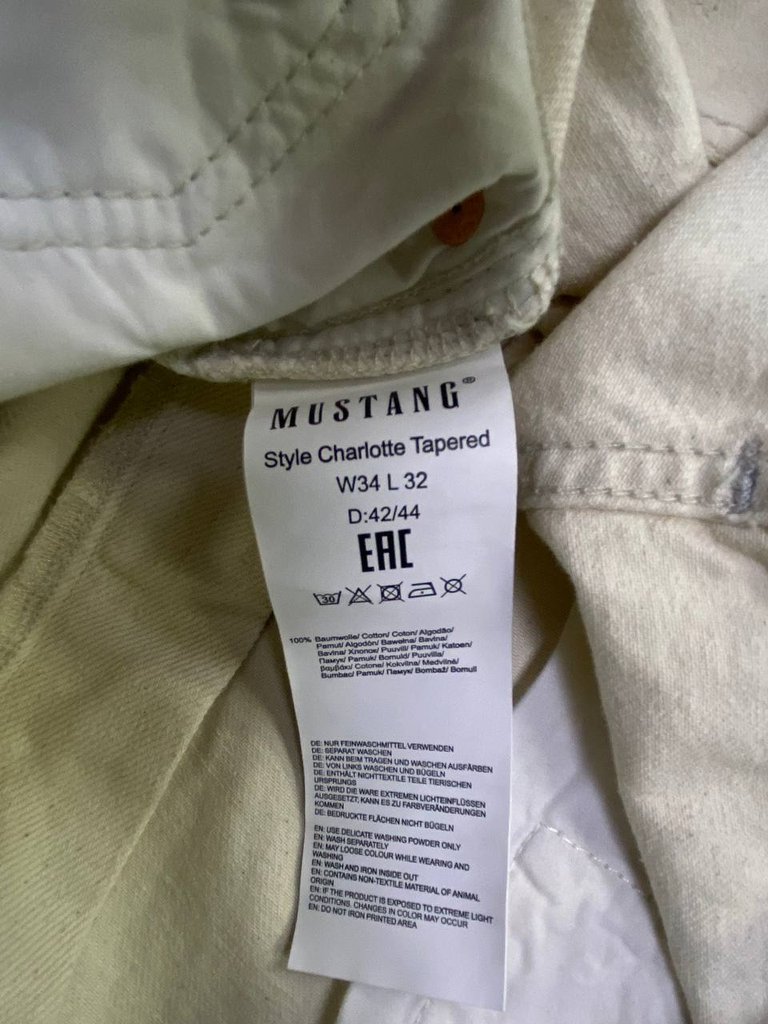 MUSTANG®
Style Charlotte Tapered
W34 L 32
D:42/44
EAC
30
100% Baumwolle/ Cotton/ Coton/ Algodão/
Pamut/ Algodón/ Bawełna/ Bavlna/
Bavlna/ Хлопок/ Puuvill/ Pamuk/ Katoen/
Памук/ Pamuk/ Bomuld/ Puuvilla/
βαμβάκι/ Cotone/ Kokvilna/ Medvilnė/
Bumbac/ Pamuk/ Памук/ Bombaž/ Bomull
DE: NUR FEINWASCHMITTEL VERWENDEN
DE: SEPARAT WASCHEN
DE: KANN BEIM TRAGEN UND WASCHEN AUSFÄRBEN
DE: VON LINKS WASCHEN UND BÜGELN
DE: ENTHÄLT NICHTTEXTILE TEILE TIERISCHEN
URSPRUNGS
DE: WIRD DIE WARE EXTREMEN LICHTEINFLÜSSEN
AUSGESETZT, KANN ES ZU FARBVERÄNDERUNGEN
KOMMEN
DE: BEDRUCKTE FLÄCHEN NICHT BÜGELN
EN: USE DELICATE WASHING POWDER ONLY
EN: WASH SEPARATELY
EN: MAY LOOSE COLOUR WHILE WEARING AND
WASHING
EN: WASH AND IRON INSIDE OUT
EN: CONTAINS NON-TEXTILE MATERIAL OF ANIMAL
ORIGIN
EN: IF THE PRODUCT IS EXPOSED TO EXTREME LIGHT
CONDITIONS, CHANGES IN COLOR MAY OCCUR
EN: DO NOT IRON PRINTED AREA